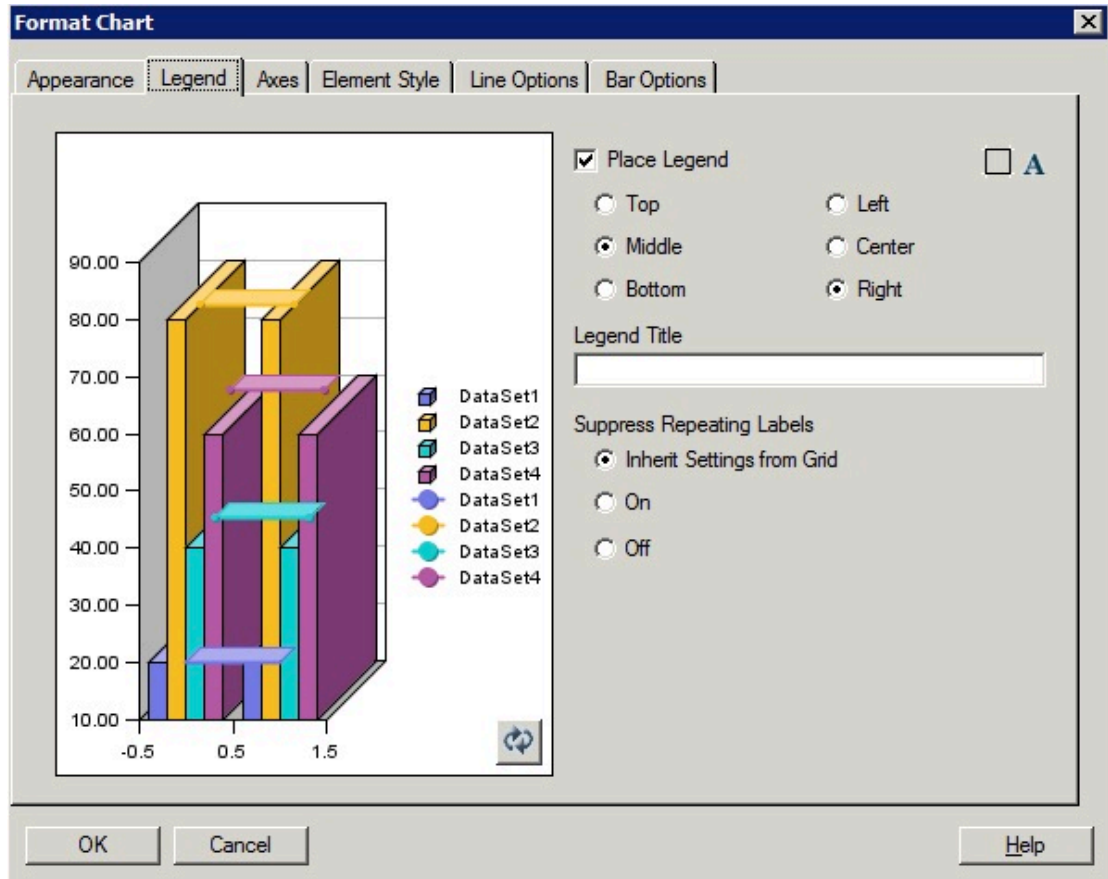 Format Chart
Appearance Legend Axes Element Style Line Options Bar Options
90.00
80.00
70.00
60.00
50.00
40.00
30.00
20.00
10.00
-0.5 0.5 1.5
DataSet1
DataSet2
DataSet3
DataSet4
DataSet1
DataSet2
DataSet3
DataSet4
Place Legend A
Top Left
Middle Center
Bottom Right
Legend Title
Suppress Repeating Labels
Inherit Settings from Grid
On
Off
OK Cancel Help